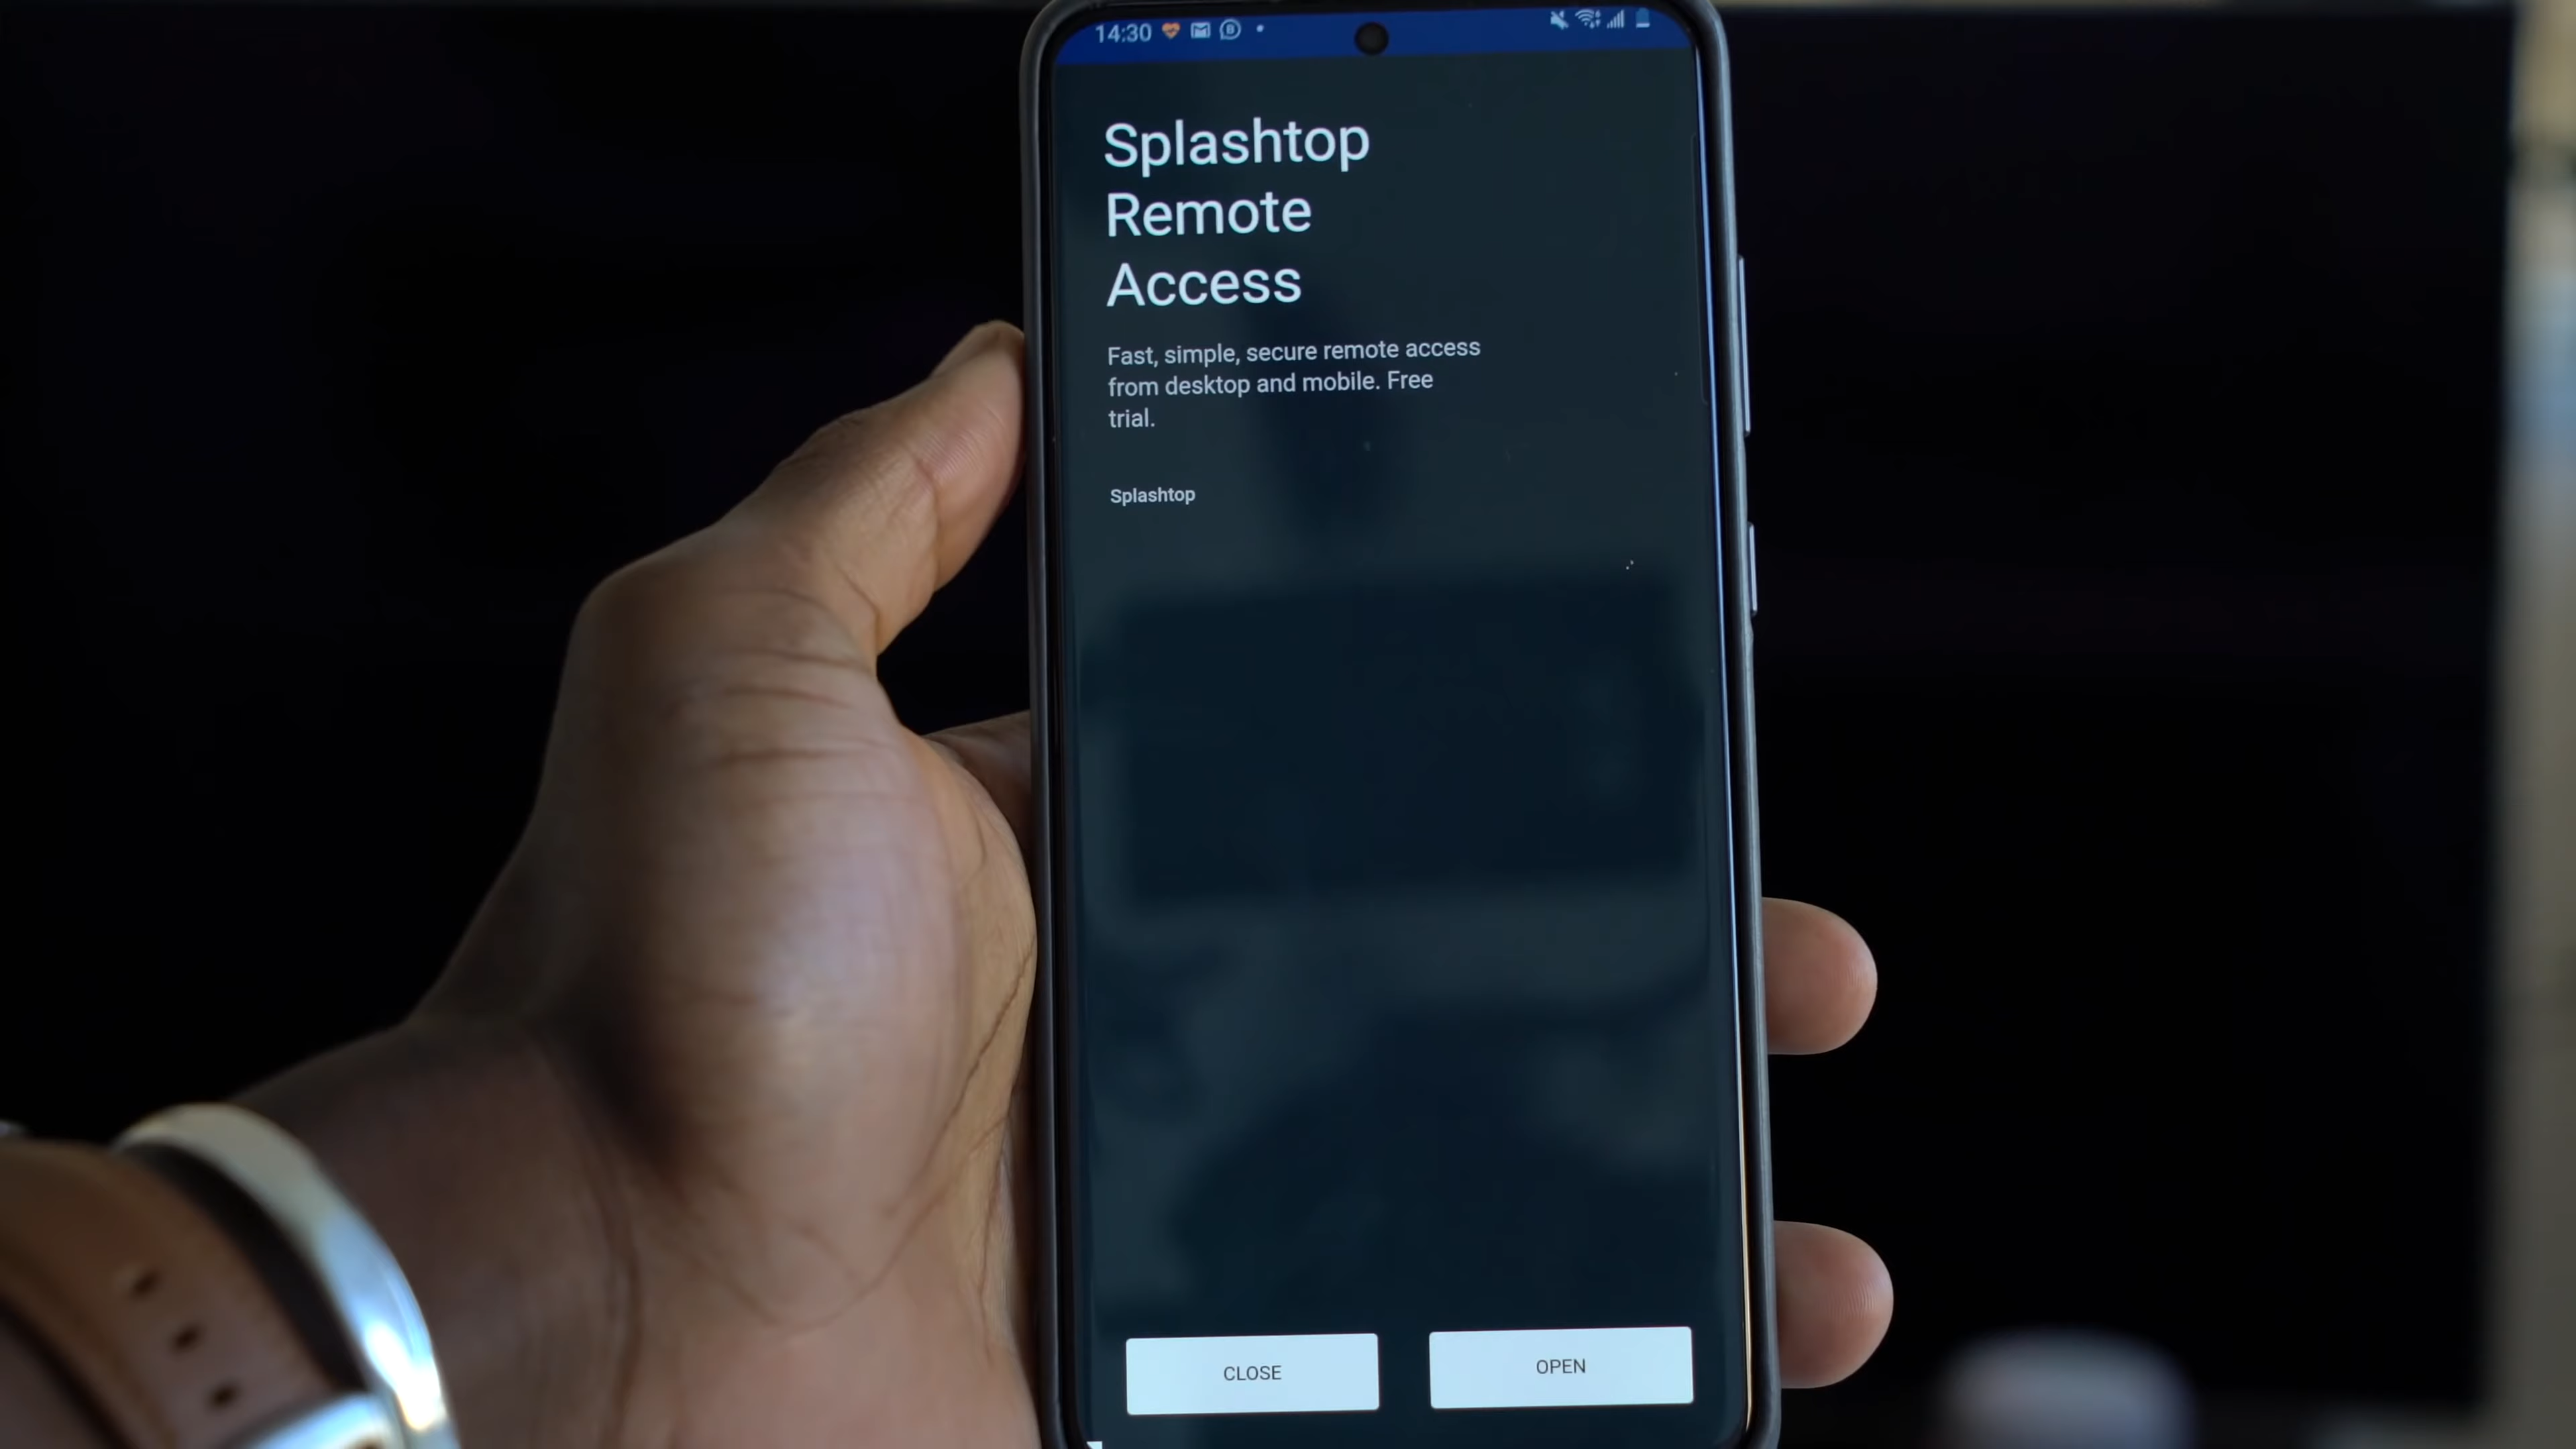 14:30
Splashtop
Remote
Access
Fast, simple, secure remote access
from desktop and mobile. Free
trial.
Splashtop
CLOSE OPEN